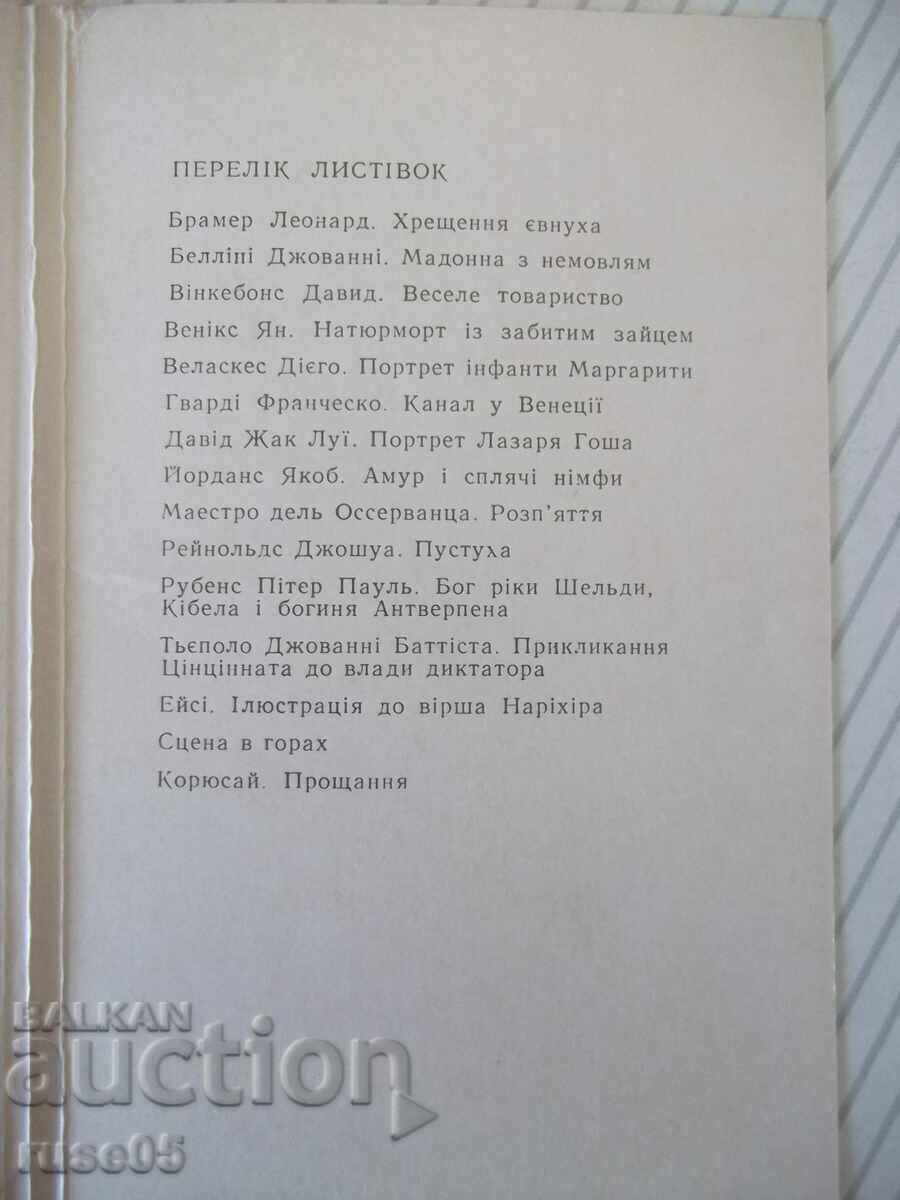 ПЕРЕЛІК ЛИСТІВОК
Брамер Леонард. Хрещення євнуха
Белліні Джованні. Мадонна з немовлям
Вінкебонс Давид. Веселе товариство
Венікс Ян. Натюрморт із забитим зайцем
Веласкес Дієго. Портрет інфанти Маргарити
Гварді Франческо. Канал у Венеції
Давід Жак Луї. Портрет Лазаря Гоша
Йорданс Якоб. Амур і сплячі німфи
Маестро дель Оссерванца. Розп'яття
Рейнольдс Джошуа. Пустуха
Рубенс Пітер Пауль. Бог ріки Шельди,
Кібела і богиня Антверпена
Тьєполо Джованні Баттіста. Прикликання
Цінцінната до влади диктатора
Ейсі. Ілюстрація до вірша Наріхіра
Сцена в горах
Корюсай. Прощання
BALKAN
auction
ruse05